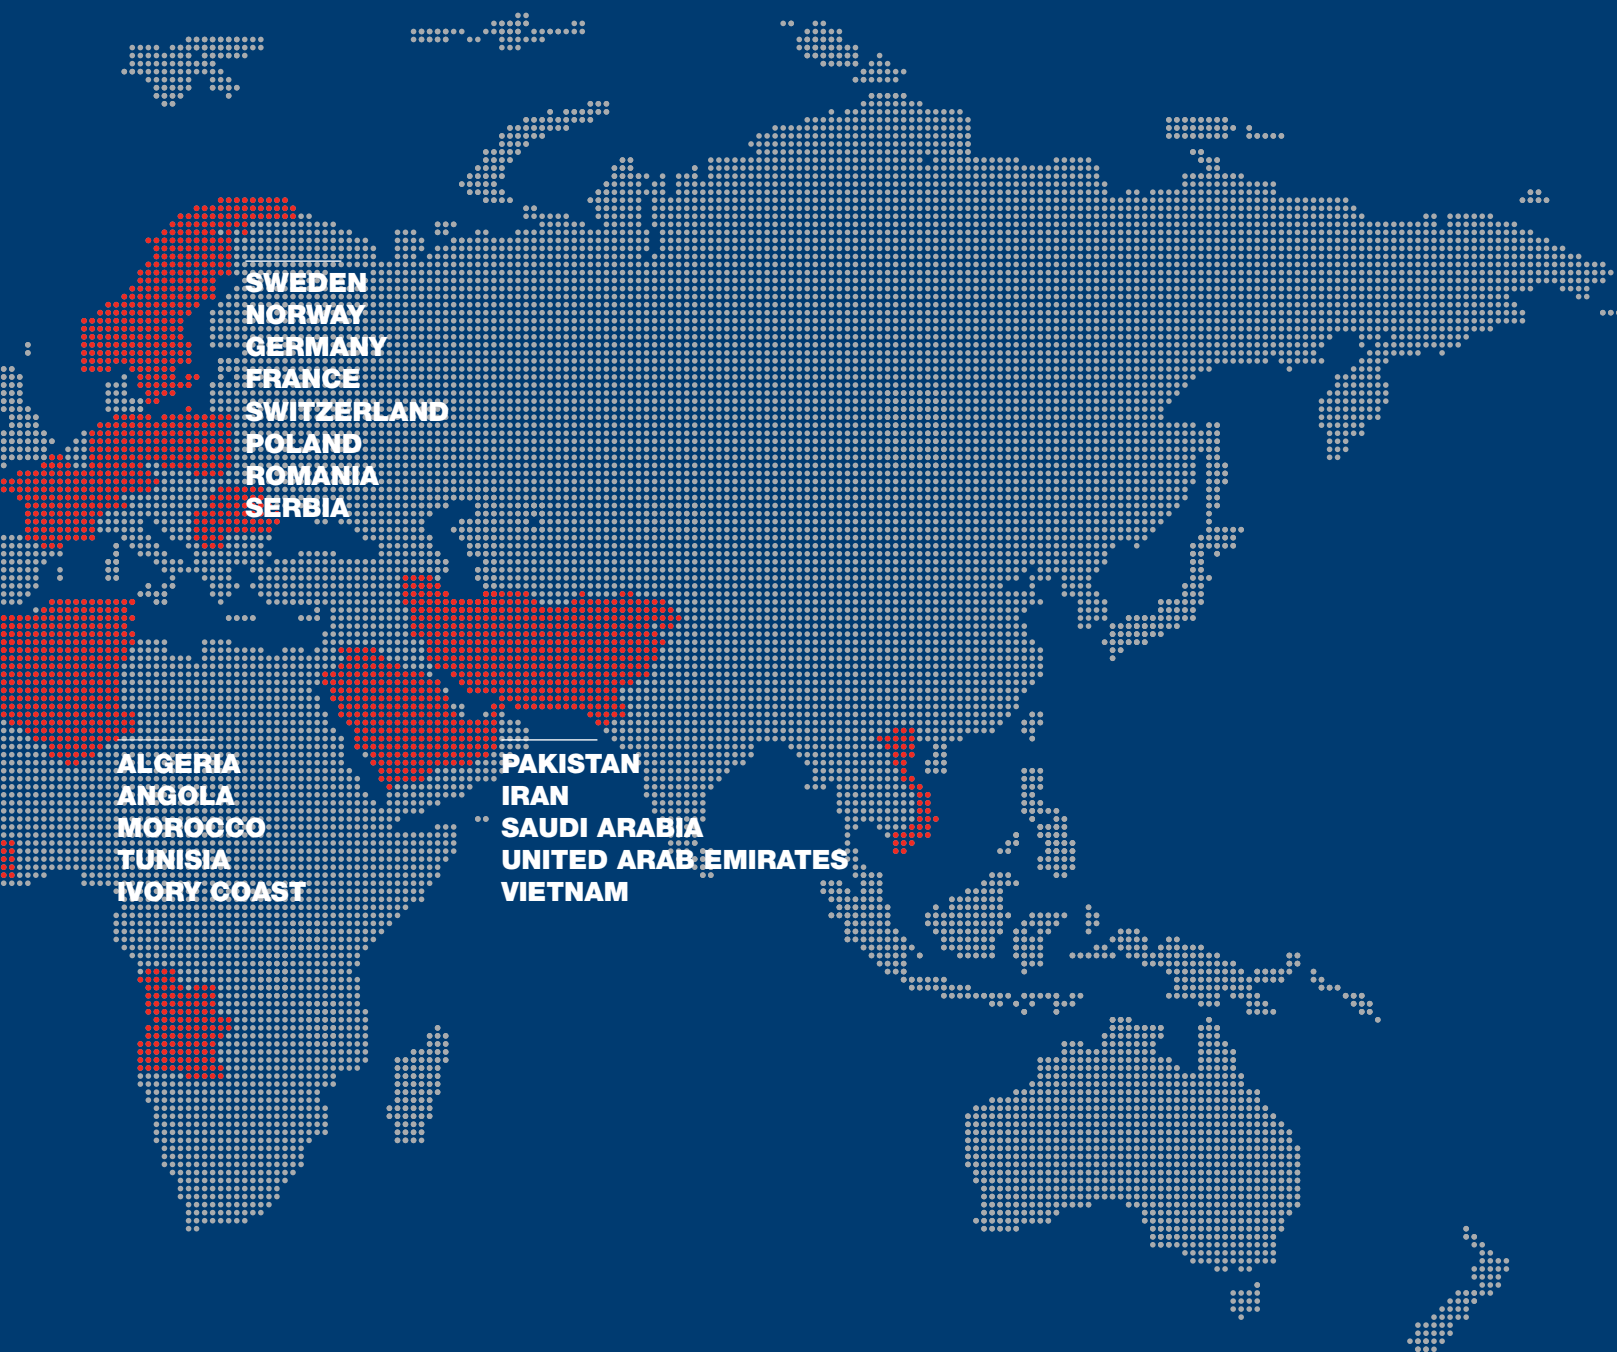 SWEDEN
NORWAY
GERMANY
FRANCE
SWITZERLAND
POLAND
ROMANIA
SERBIA
ALGERIA
ANGOLA
MOROCCO
TUNISIA
IVORY COAST
PAKISTAN
IRAN
SAUDI ARABIA
UNITED ARAB EMIRATES
VIETNAM